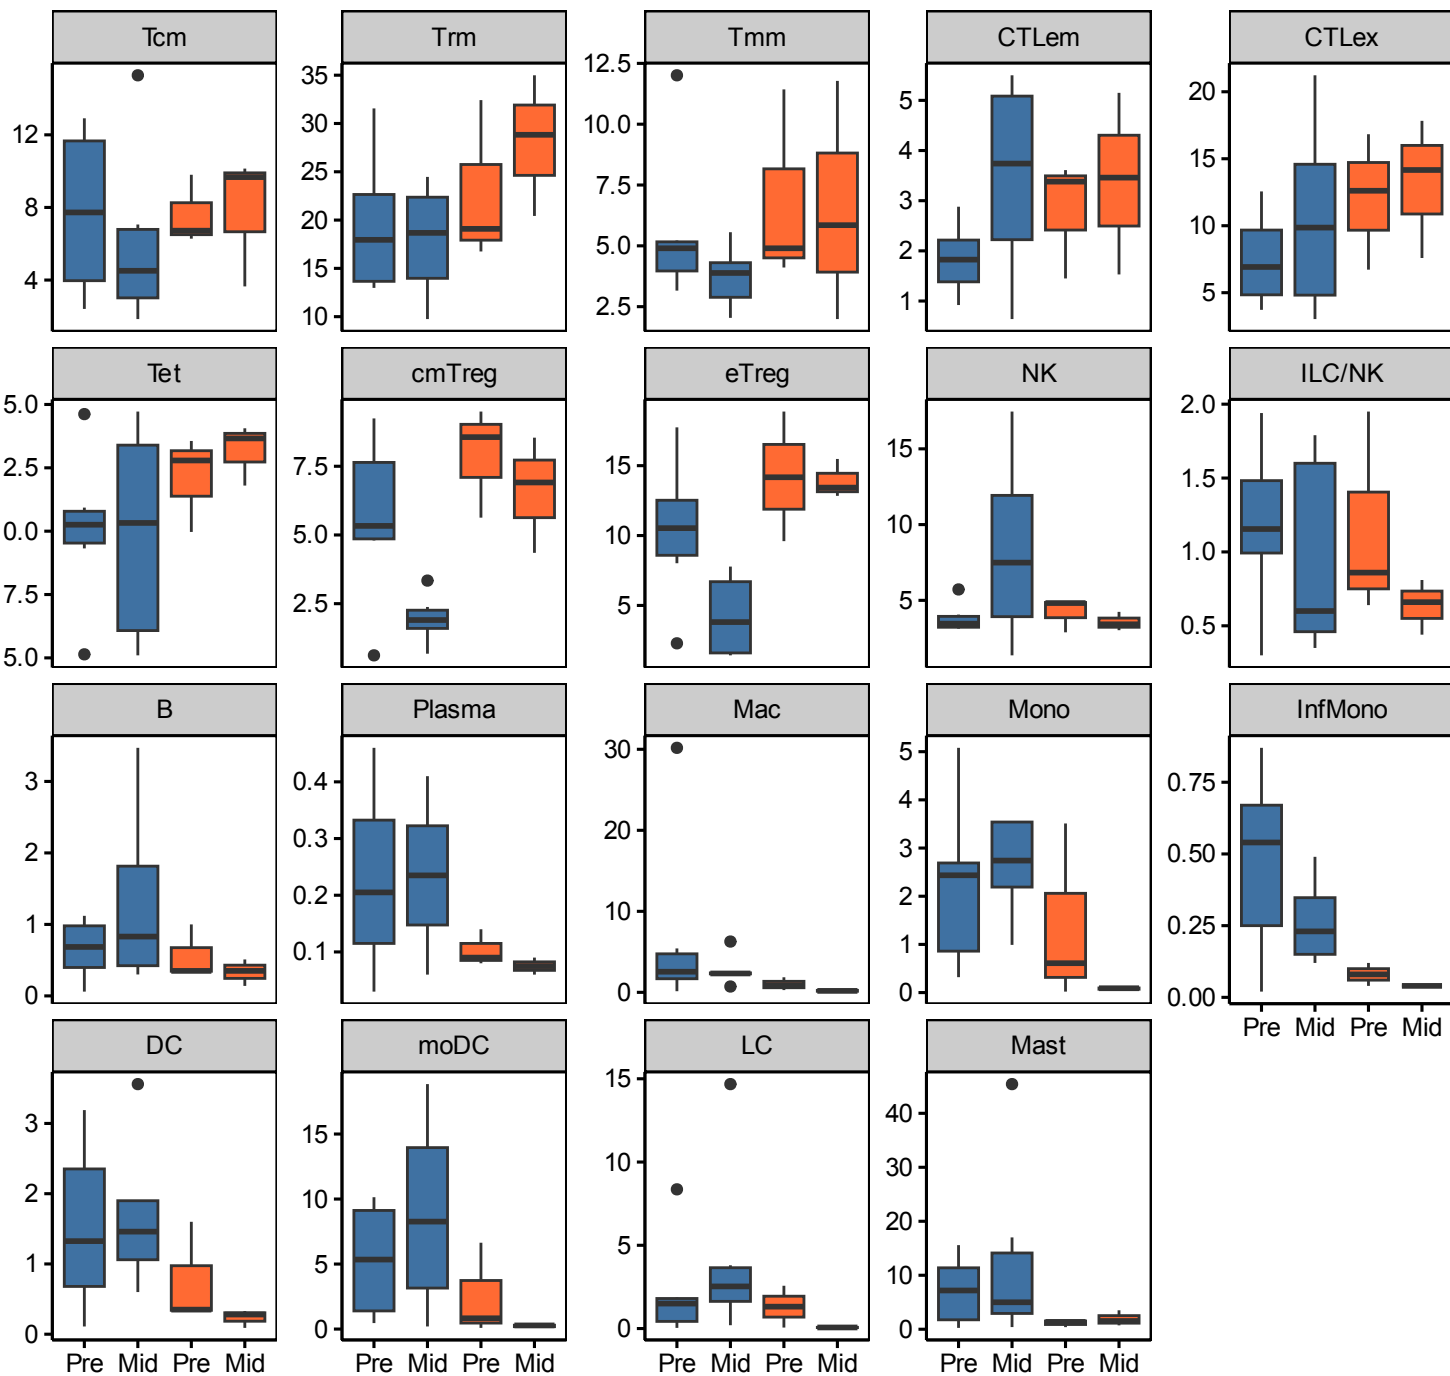 Tcm Trm Tmm CTLem CTLex
12 8 4
35 30 25 20 15 10
12.5 10.0 7.5 5.0 2.5
5 4 3 2 1
20 15 10 5
Tet cmTreg eTreg NK ILC/NK
5.0 2.5 0.0 7.5 5.0
7.5 5.0 2.5
15 10 5
15 10 5
2.0 1.5 1.0 0.5
B Plasma Mac Mono InfMono
3 2 1 0
0.4 0.3 0.2 0.1
30 20 10 0
5 4 3 2 1 0
0.75 0.50 0.25 0.00
Pre Mid Pre Mid
DC moDC LC Mast
3 2 1 0
15 10 5 0
15 10 5 0
40 30 20 10 0
Pre Mid Pre Mid Pre Mid Pre Mid Pre Mid Pre Mid Pre Mid Pre Mid